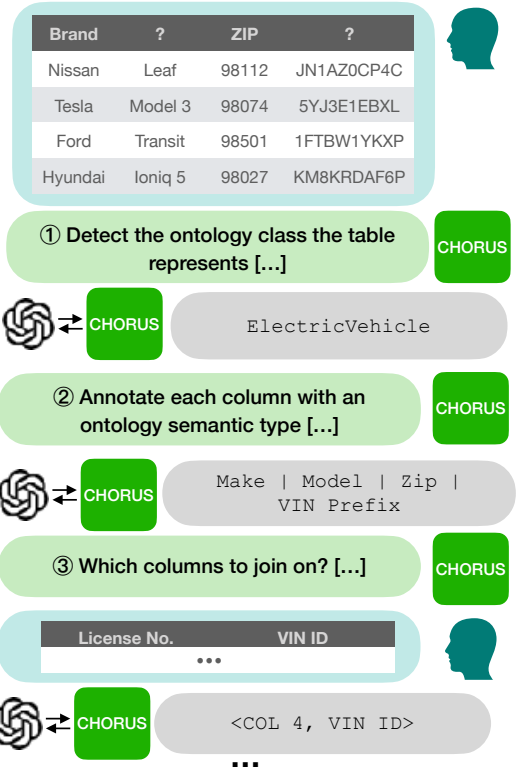 Brand ? ZIP ?
Nissan Leaf 98112 JN1AZ0CP4C
Tesla Model 3 98074 5YJ3E1EBXL
Ford Transit 98501 1FTBW1YKXP
Hyundai Ioniq 5 98027 KM8KRDAF6P
① Detect the ontology class the table
represents [...]
CHORUS
CHORUS
ElectricVehicle
② Annotate each column with an
ontology semantic type [...]
CHORUS
CHORUS
Make | Model | Zip |
VIN Prefix
③ Which columns to join on? [...]
CHORUS
License No. VIN ID
•••
CHORUS
<COL 4, VIN ID>
...